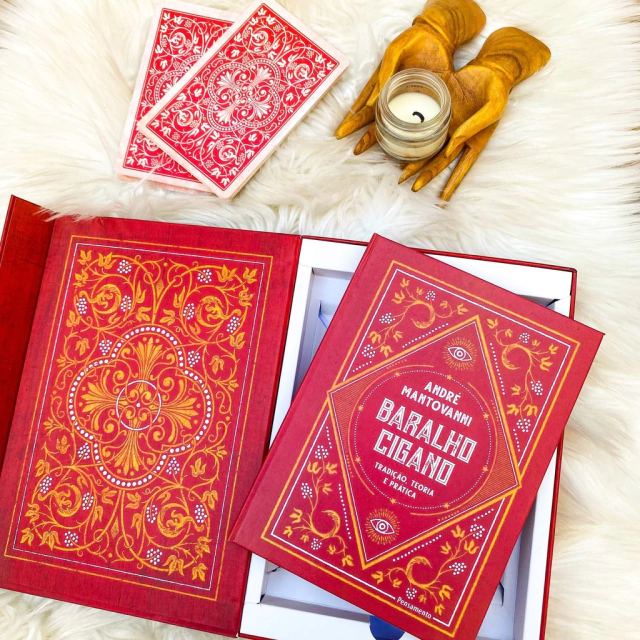 ANDRÉ
MANTOVANNI
BARALHO
CIGANO
TRADIÇÃO, TEORIA
E PRÁTICA
Pensamento